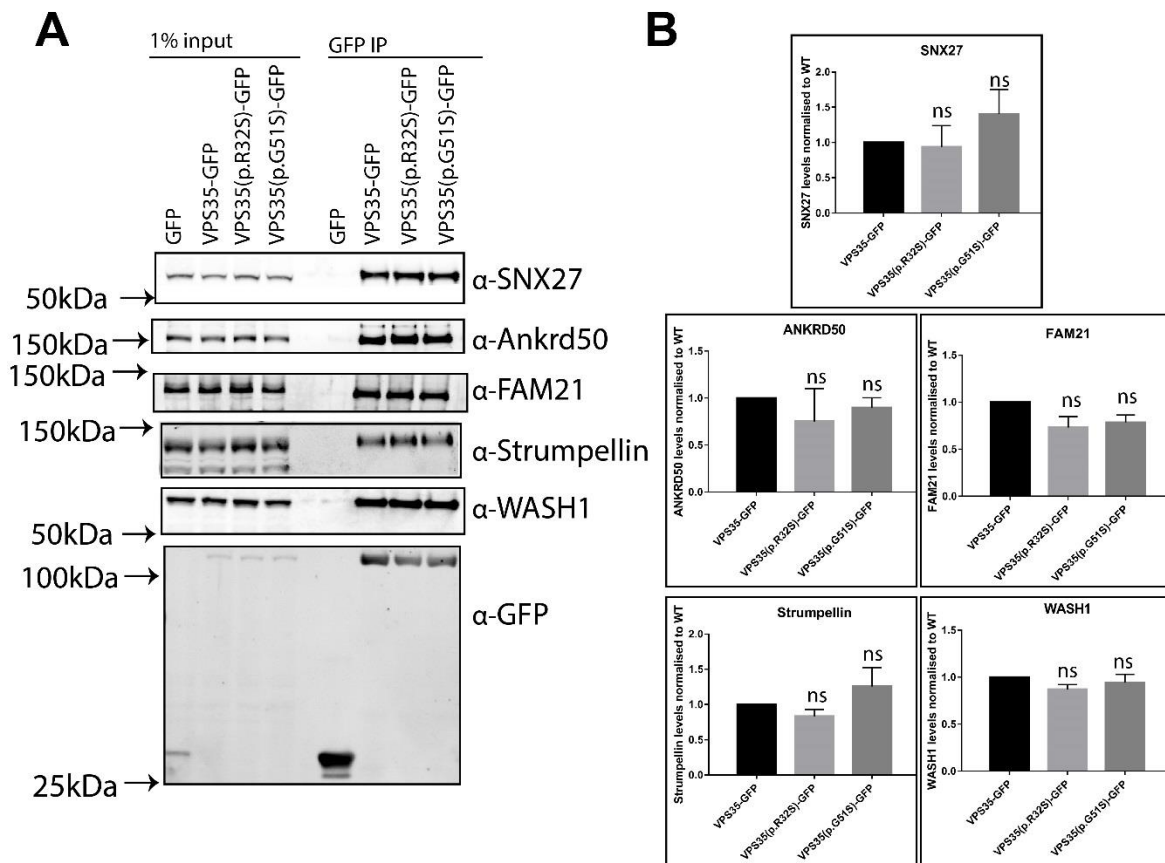 A
1% input
GFP IP
GFP
VPS35-GFP
VPS35(p.R32S)-GFP
VPS35(p.G51S)-GFP
GFP
VPS35-GFP
VPS35(p.R32S)-GFP
VPS35(p.G51S)-GFP
α-SNX27
50kDa
150kDa
α-Ankrd50
150kDa
α-FAM21
150kDa
α-Strumpellin
α-WASH1
50kDa
100kDa
α-GFP
25kDa
B
SNX27
SNX27 levels normalised to WT
2.0
1.5
1.0
0.5
0.0
ns
ns
VPS35-GFP
VPS35(p.R32S)-GFP
VPS35(p.G51S)-GFP
ANKRD50
ANKRD50 levels normalised to WT
1.5
1.0
0.5
0.0
ns
ns
VPS35-GFP
VPS35(p.R32S)-GFP
VPS35(p.G51S)-GFP
FAM21
FAM21 levels normalised to WT
1.5
1.0
0.5
0.0
ns
ns
VPS35-GFP
VPS35(p.R32S)-GFP
VPS35(p.G51S)-GFP
Strumpellin
Strumpellin levels normalised to WT
2.0
1.5
1.0
0.5
0.0
ns
ns
VPS35-GFP
VPS35(p.R32S)-GFP
VPS35(p.G51S)-GFP
WASH1
WASH1 levels normalised to WT
1.5
1.0
0.5
0.0
ns
ns
VPS35-GFP
VPS35(p.R32S)-GFP
VPS35(p.G51S)-GFP